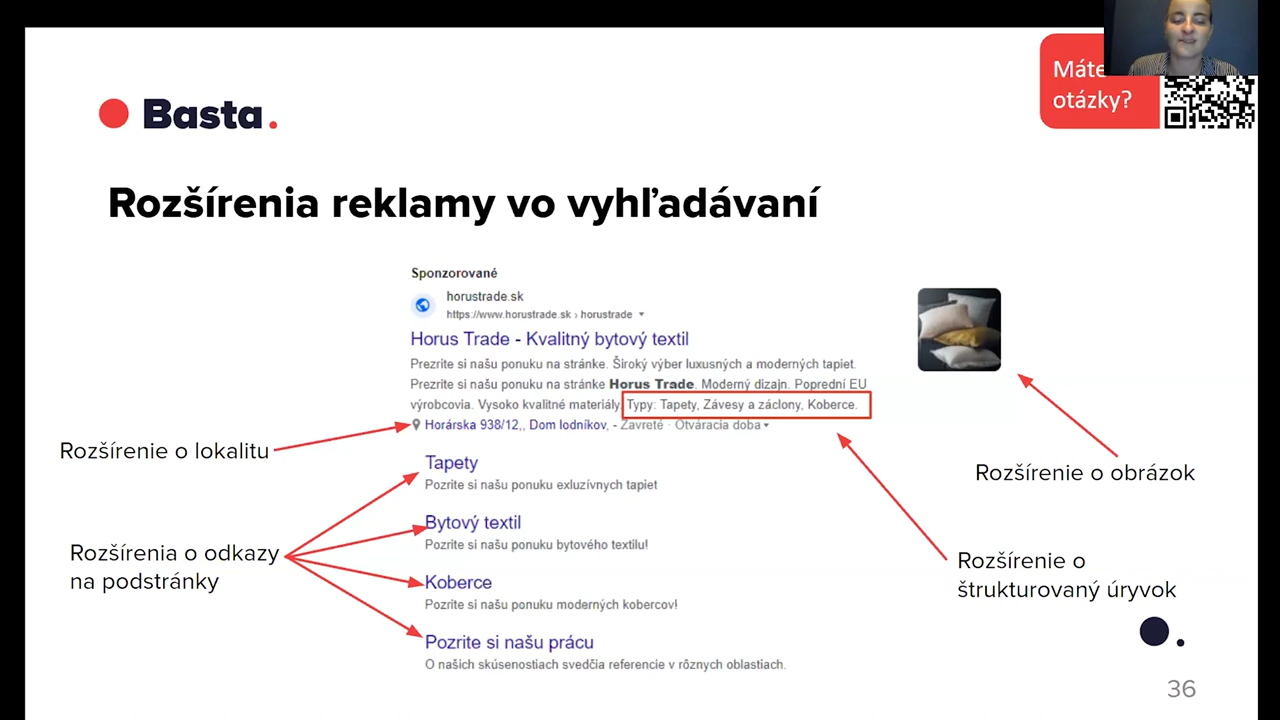 Máte
otázky?
Basta.
Rozšírenia reklamy vo vyhľadávaní
Sponzorované
horustrade.sk
https://www.horustrade.sk › horustrade
Horus Trade - Kvalitný bytový textil
Prezrite si našu ponuku na stránke. Široký výber luxusných a moderných tapiet.
Prezrite si našu ponuku na stránke Horus Trade. Moderný dizajn. Poprední EU
výrobcovia. Vysoko kvalitné materiály. Typy: Tapety, Závesy a záclony, Koberce.
Horárska 938/12,, Dom lodníkov, - Zavreté · Otváracia doba
Rozšírenie o lokalitu
Tapety
Pozrite si našu ponuku exluzívnych tapiet
Rozšírenie o obrázok
Bytový textil
Pozrite si našu ponuku bytového textilu!
Rozšírenia o odkazy
na podstránky
Koberce
Pozrite si našu ponuku moderných kobercov!
Rozšírenie o
štrukturovaný úryvok
Pozrite si našu prácu
O našich skúsenostiach svedčia referencie v rôznych oblastiach.
36